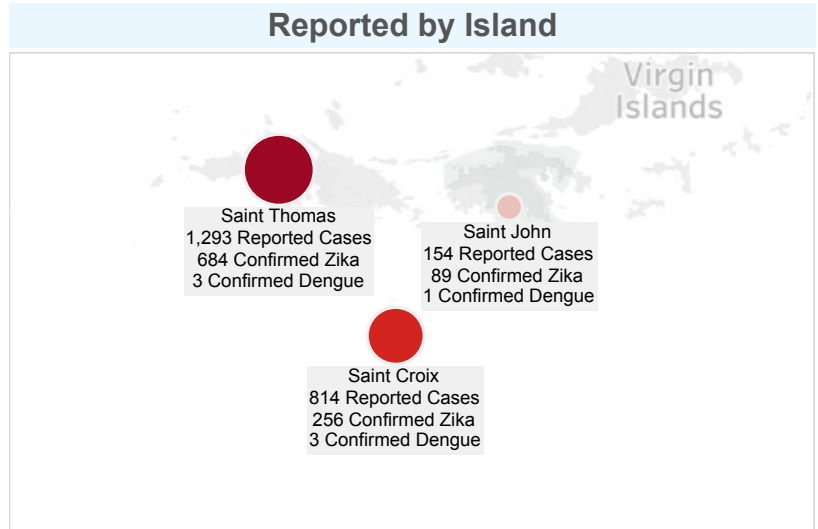 Reported by Island
Virgin
Islands
Saint Thomas
1,293 Reported Cases
684 Confirmed Zika
3 Confirmed Dengue
Saint John
154 Reported Cases
89 Confirmed Zika
1 Confirmed Dengue
Saint Croix
814 Reported Cases
256 Confirmed Zika
3 Confirmed Dengue